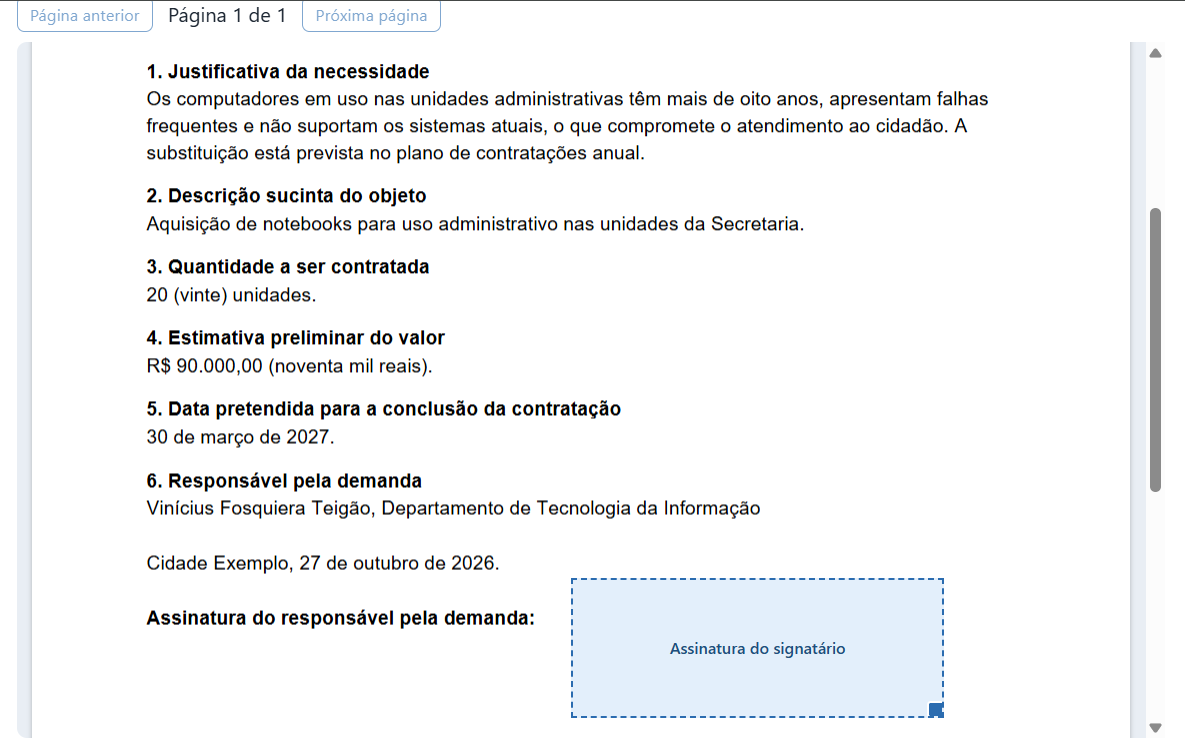 Página anterior Página 1 de 1 Próxima página
1. Justificativa da necessidade
Os computadores em uso nas unidades administrativas têm mais de oito anos, apresentam falhas
frequentes e não suportam os sistemas atuais, o que compromete o atendimento ao cidadão. A
substituição está prevista no plano de contratações anual.
2. Descrição sucinta do objeto
Aquisição de notebooks para uso administrativo nas unidades da Secretaria.
3. Quantidade a ser contratada
20 (vinte) unidades.
4. Estimativa preliminar do valor
R$ 90.000,00 (noventa mil reais).
5. Data pretendida para a conclusão da contratação
30 de março de 2027.
6. Responsável pela demanda
Vinícius Fosquiera Teigão, Departamento de Tecnologia da Informação
Cidade Exemplo, 27 de outubro de 2026.
Assinatura do responsável pela demanda:
Assinatura do signatário